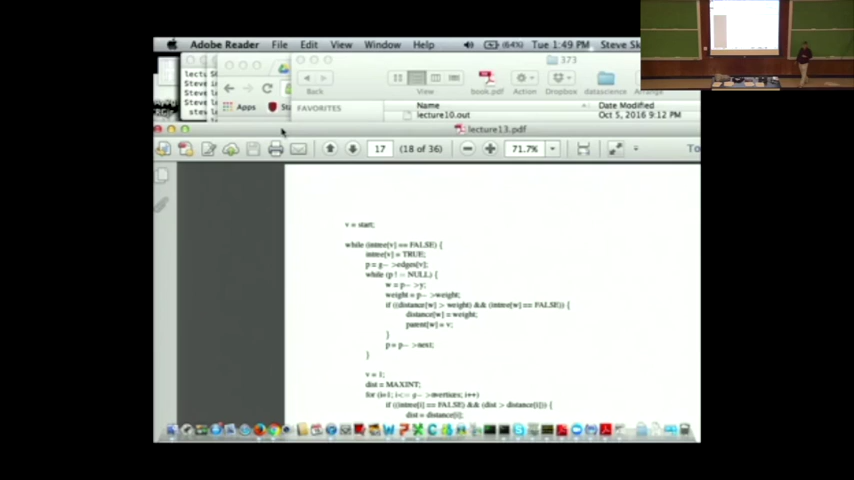 Adobe Reader File Edit View Window Help (64%) Tue 1:49 PM Steve Sk
373
Back View book.pdf Action Dropbox datascience Arrange
Apps
FAVORITES
Name Date Modified
lecture10.out Oct 5, 2016 9:12 PM
lecture13.pdf
17 (18 of 36) 71.7% To
v = start;
while (intree[v] == FALSE) {
intree[v] = TRUE;
p = g- >edges[v];
while (p ! = NULL) {
w = p- >y;
weight = p- >weight;
if ((distance[w] > weight) && (intree[w] == FALSE)) {
distance[w] = weight;
parent[w] = v;
}
p = p- >next;
}
v = 1;
dist = MAXINT;
for (i=1; i<= g- >nvertices; i++)
if ((intree[i] == FALSE) && (dist > distance[i])) {
dist = distance[i];